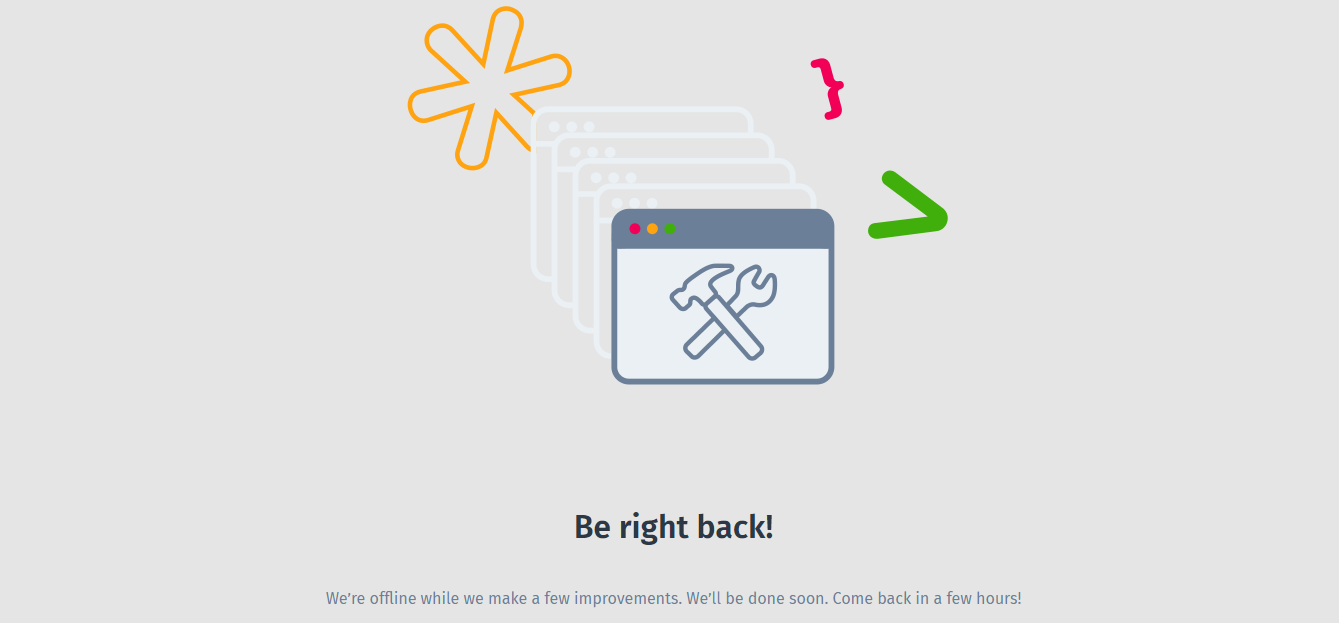 }
>
Be right back!
We’re offline while we make a few improvements. We’ll be done soon. Come back in a few hours!